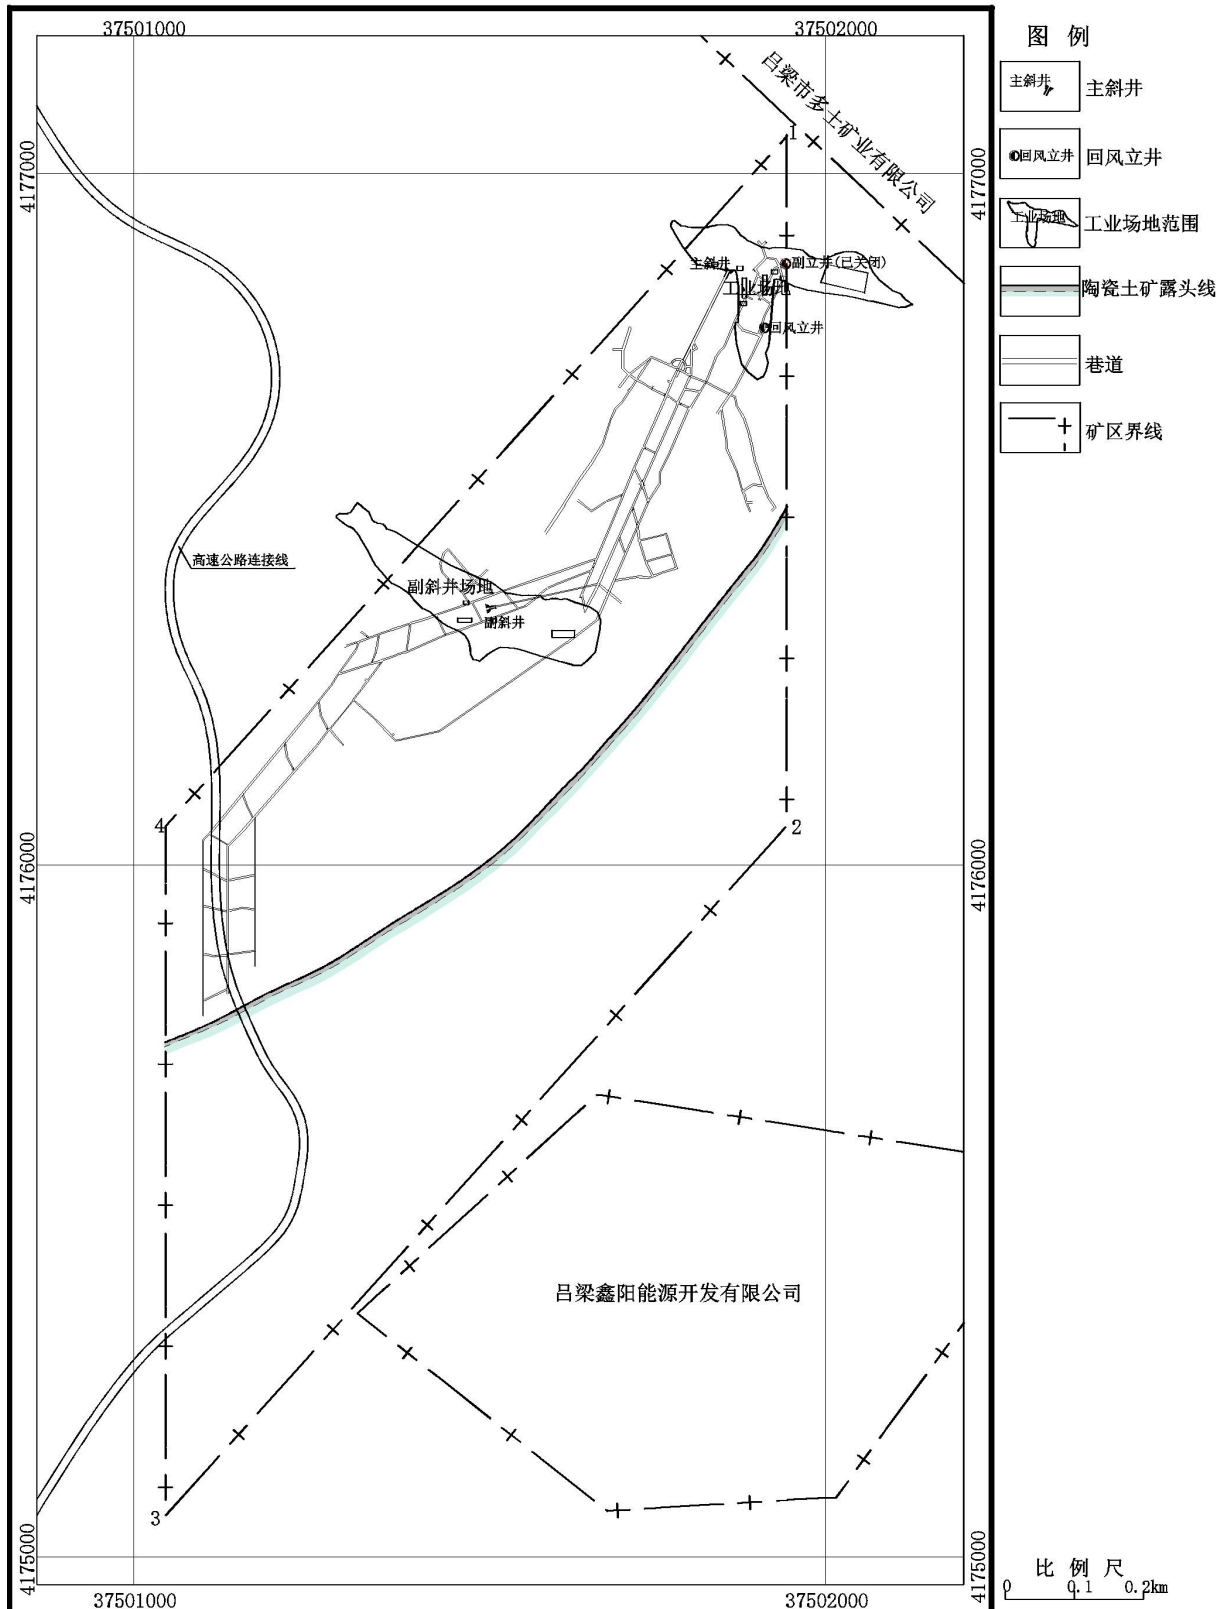 37501000
37502000
图 例
主斜井
主斜井
回风立井
回风立井
工业场地
工业场地范围
陶瓷土矿露头线
巷道
矿区界线
吕梁市多士矿业有限公司
1
4177000
4177000
主斜井
副立井(已关闭)
工业场地
回风立井
高速公路连接线
副斜井场地
副斜井
4
2
4176000
4176000
吕梁鑫阳能源开发有限公司
3
4175000
4175000
37501000
37502000
比 例 尺
0 0.1 0.2km